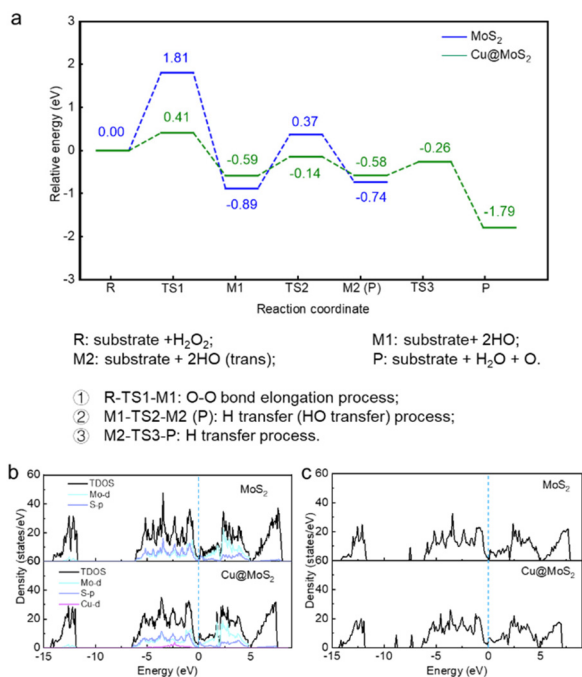 a
3
2
1
0
-1
-2
-3
Relative energy (eV)
MoS2
Cu@MoS2
0.00
1.81
0.41
-0.59
-0.89
0.37
-0.14
-0.58
-0.74
-0.26
-1.79
R TS1 M1 TS2 M2 (P) TS3 P
Reaction coordinate
R: substrate +H2O2; M1: substrate+ 2HO;
M2: substrate + 2HO (trans); P: substrate + H2O + O.
① R-TS1-M1: O-O bond elongation process;
② M1-TS2-M2 (P): H transfer (HO transfer) process;
③ M2-TS3-P: H transfer process.
b
60
40
20
0
60
40
20
0
Density (states/eV)
TDOS
Mo-d
S-p
MoS2
TDOS
Mo-d
S-p
Cu-d
Cu@MoS2
-15 -10 -5 0 5
Energy (eV)
c
60
40
20
0
60
40
20
0
Density (states/eV)
MoS2
Cu@MoS2
-15 -10 -5 0 5
Energy (eV)